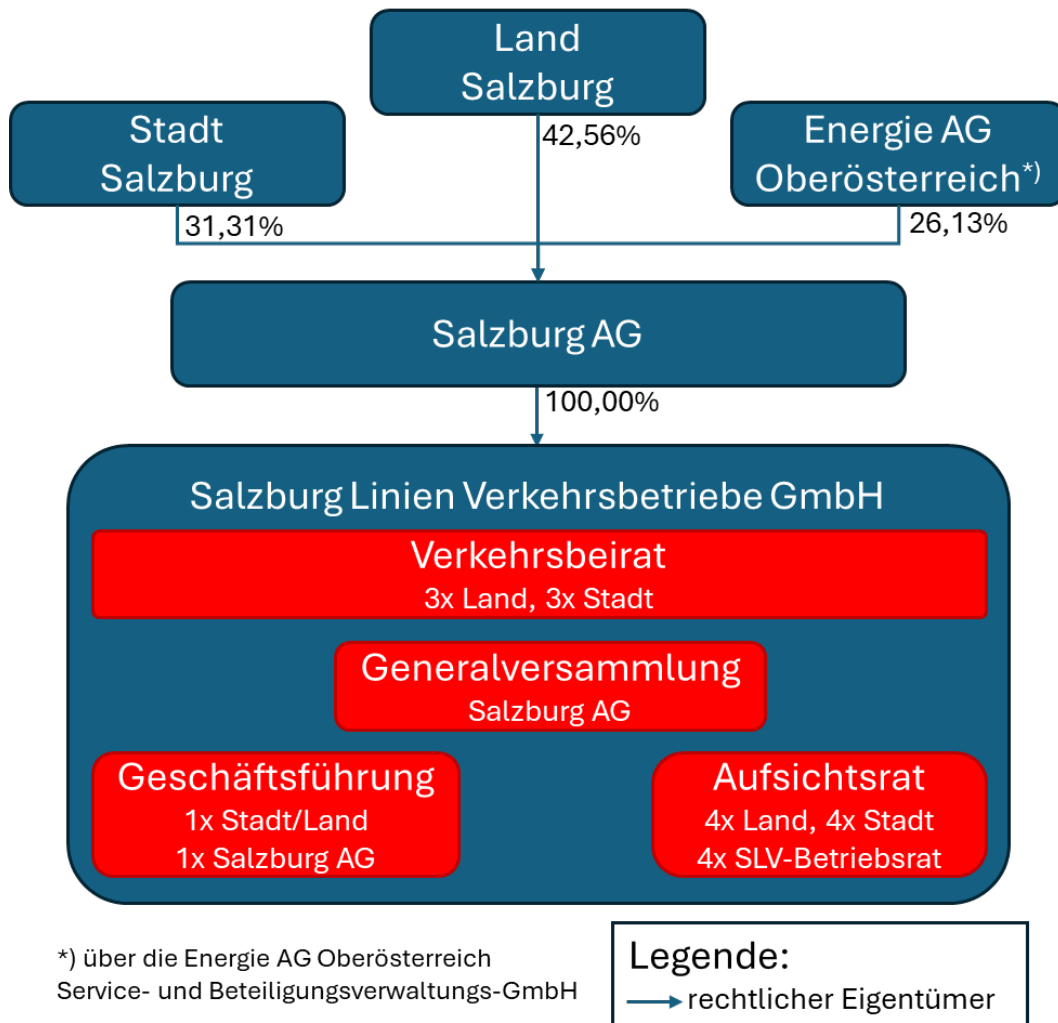 Land
Salzburg
Stadt
Salzburg
Energie AG
Oberösterreich*)
42,56%
31,31%
26,13%
Salzburg AG
100,00%
Salzburg Linien Verkehrsbetriebe GmbH
Verkehrsbeirat
3x Land, 3x Stadt
Generalversammlung
Salzburg AG
Geschäftsführung
1x Stadt/Land
1x Salzburg AG
Aufsichtsrat
4x Land, 4x Stadt
4x SLV-Betriebsrat
*) über die Energie AG Oberösterreich
Service- und Beteiligungsverwaltungs-GmbH
Legende:
rechtlicher Eigentümer